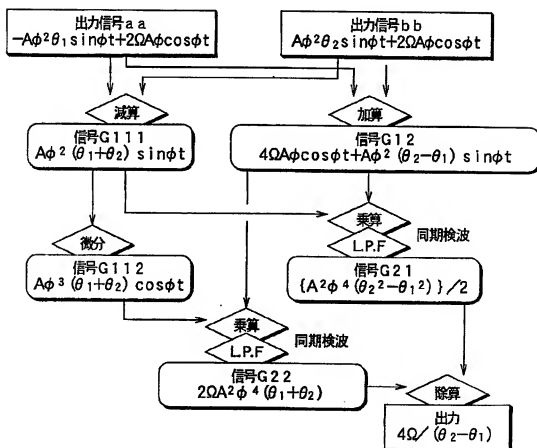 出力信号aa
−Aφ²θ₁sinφt+2ΩAφcosφt
出力信号bb
Aφ²θ₂sinφt+2ΩAφcosφt
減算
加算
信号G111
Aφ²(θ₁+θ₂) sinφt
信号G12
4ΩAφcosφt+Aφ²(θ₂−θ₁) sinφt
微分
乗算
同期検波
L.P.F
信号G112
Aφ³(θ₁+θ₂) cosφt
信号G21
{A²φ⁴(θ₂²−θ₁²)}/2
乗算
同期検波
L.P.F
信号G22
2ΩA²φ⁴(θ₁+θ₂)
除算
出力
4Ω/(θ₂−θ₁)